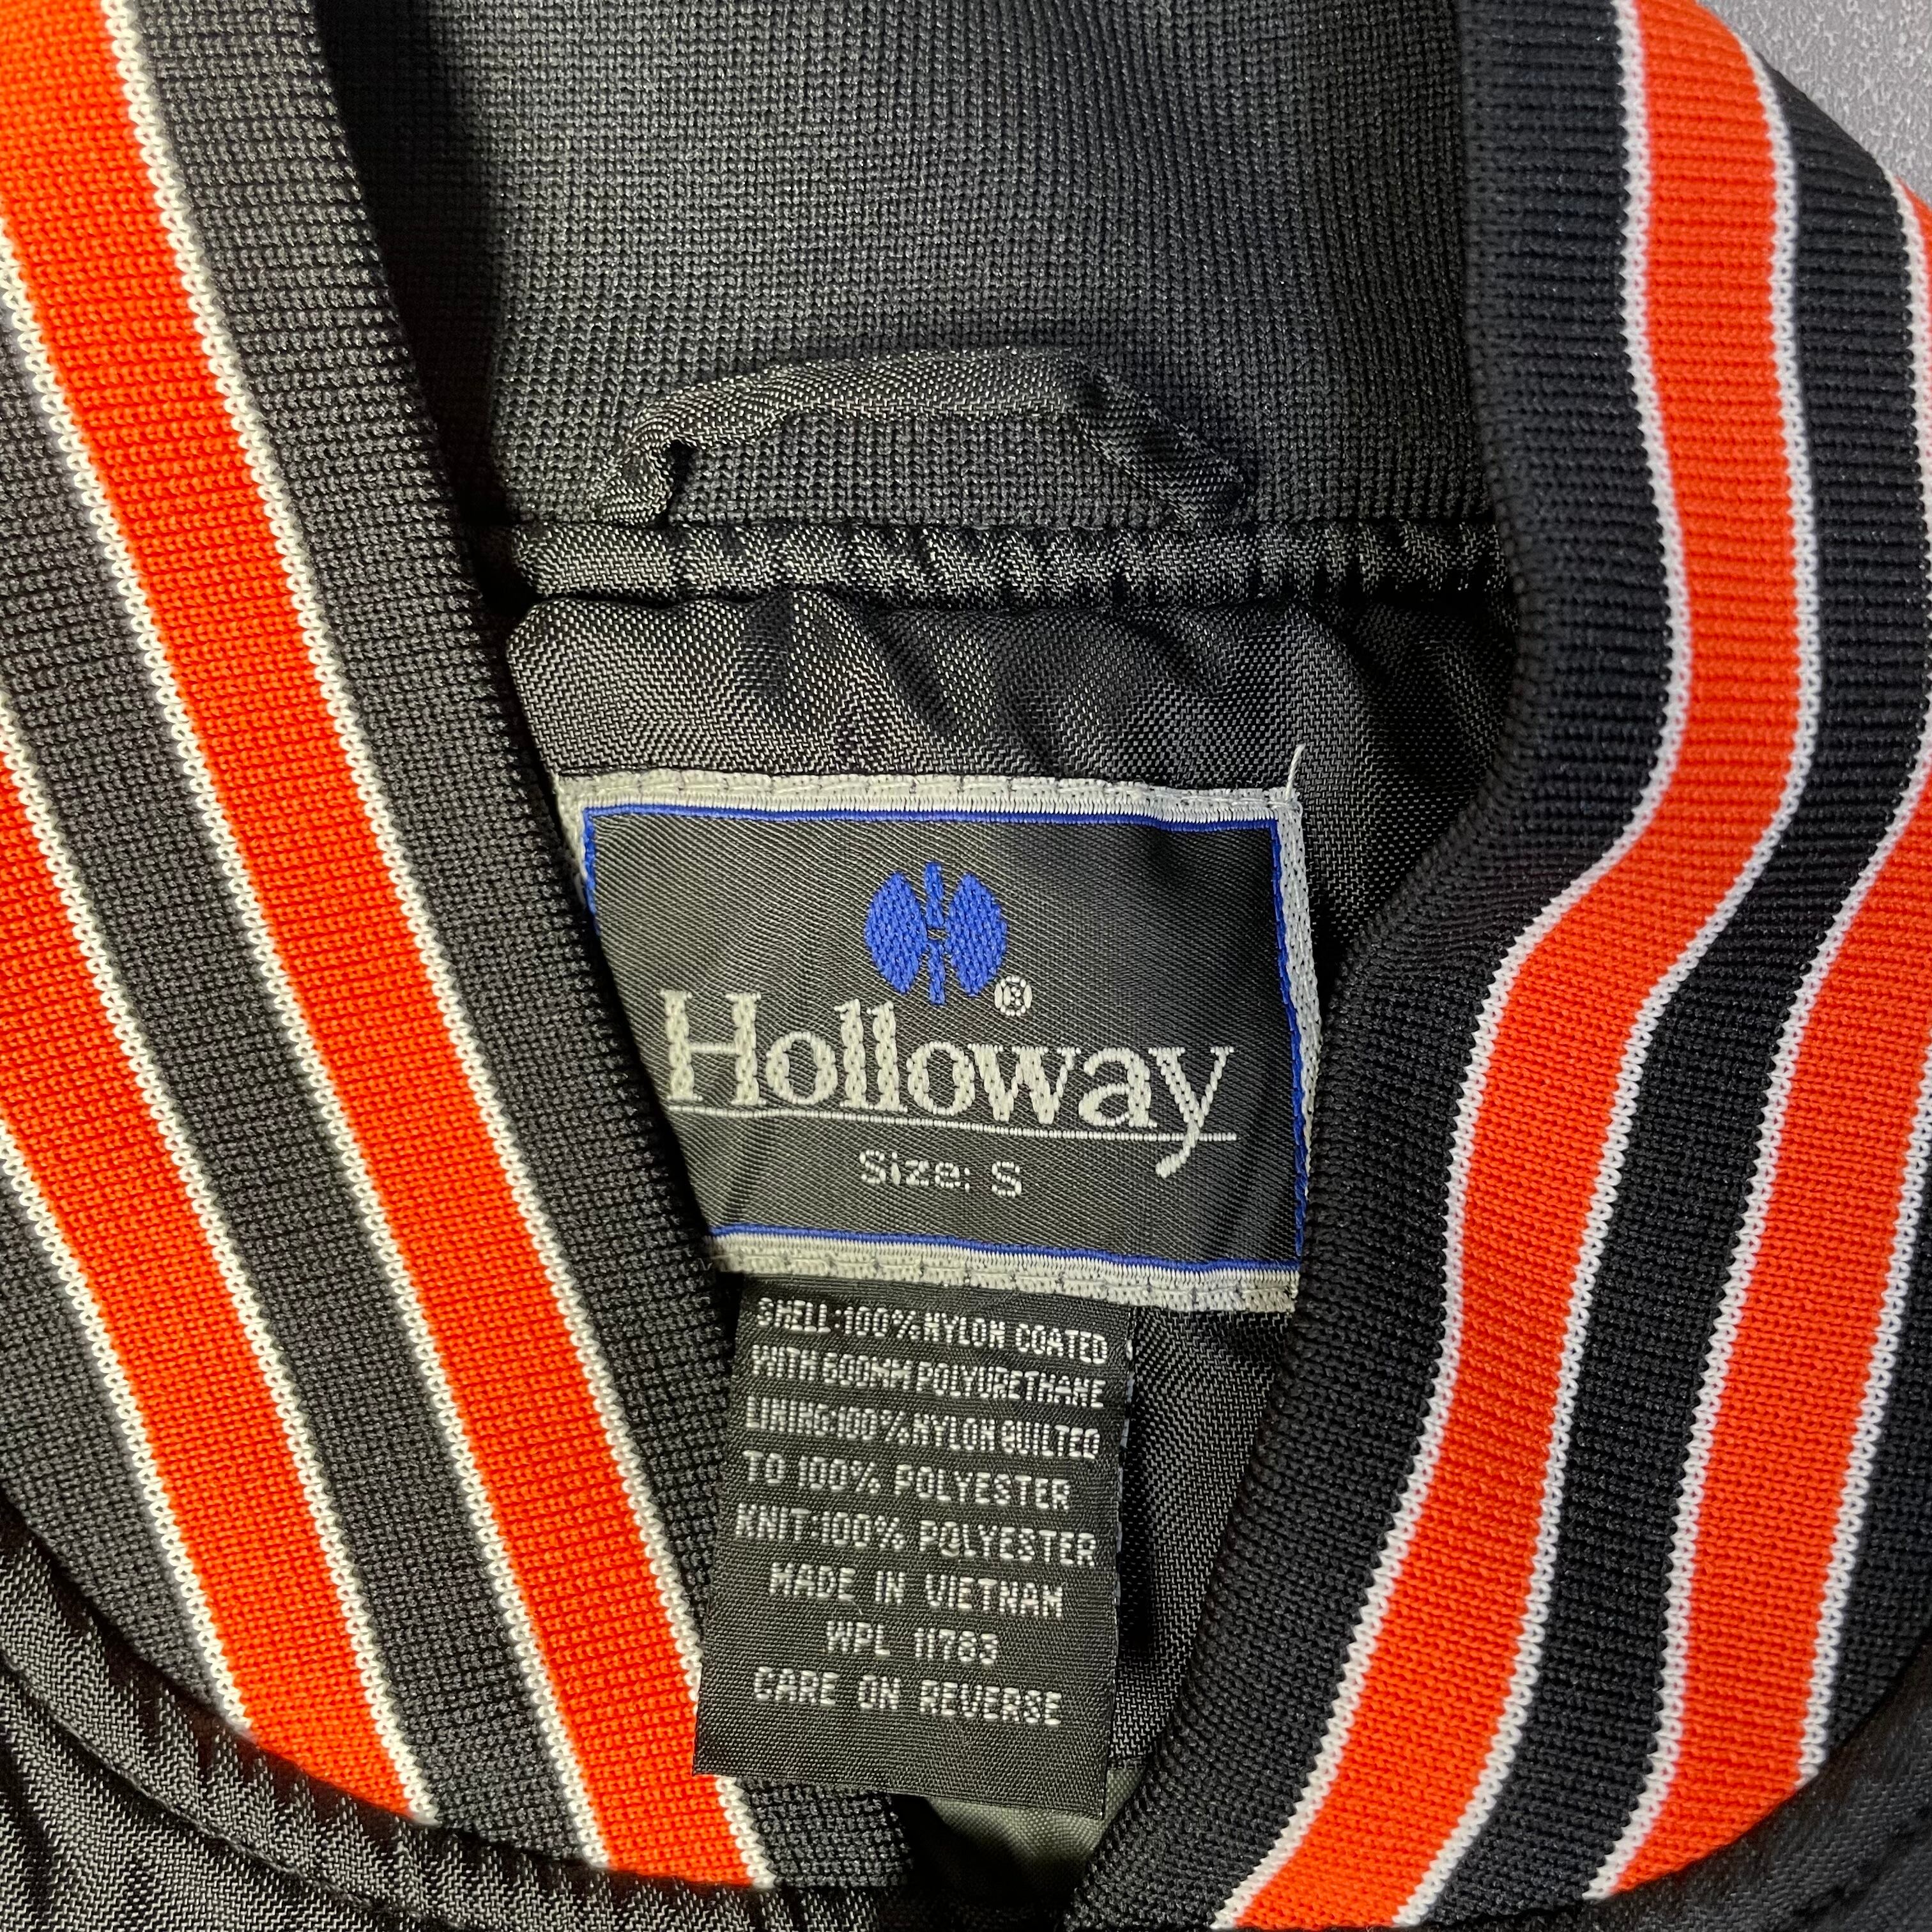 ®
Holloway
Size: S
SHELL:100%NYLON COATED
WITH 600MM POLYURETHANE
LINING:100%NYLON QUILTED
TO 100% POLYESTER
KNIT:100% POLYESTER
MADE IN VIETNAM
WPL 11783
CARE ON REVERSE